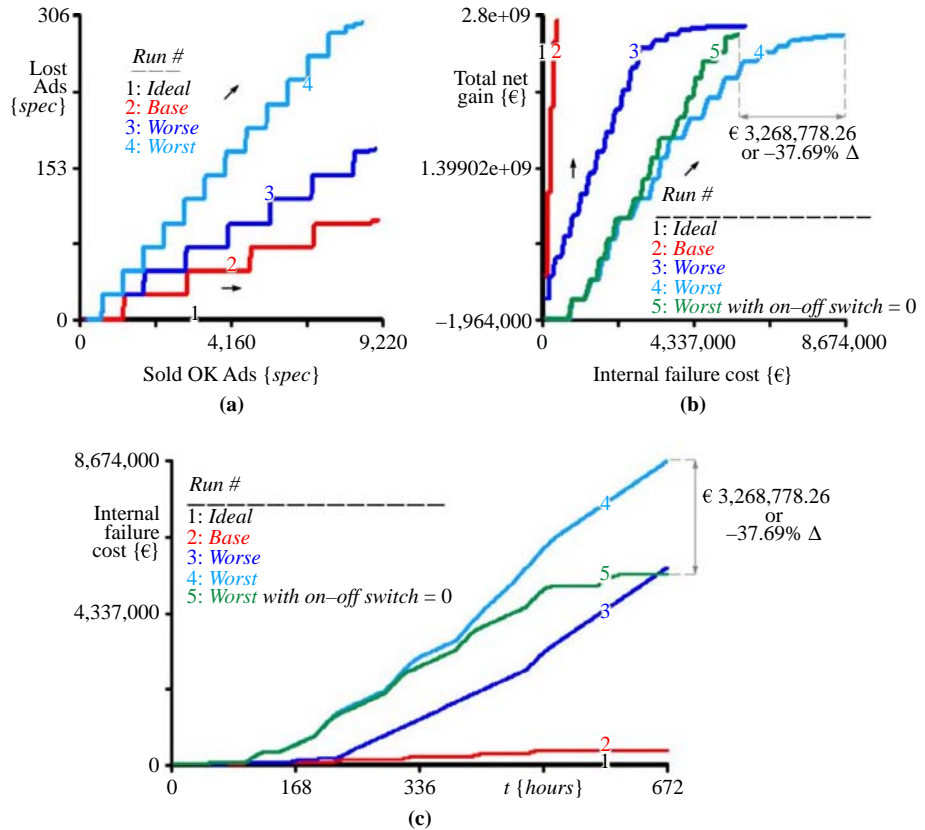 306
Lost
Ads
{spec}
153
0
Run #
1: Ideal
2: Base
3: Worse
4: Worst
4
3
2
1
0
4,160
9,220
Sold OK Ads {spec}
(a)
2.8e+09
Total net
gain {€}
1.39902e+09
−1,964,000
1
2
3
5
4
€ 3,268,778.26
or −37.69% Δ
Run #
1: Ideal
2: Base
3: Worse
4: Worst
5: Worst with on–off switch = 0
0
4,337,000
8,674,000
Internal failure cost {€}
(b)
8,674,000
Internal
failure
cost {€}
4,337,000
0
Run #
1: Ideal
2: Base
3: Worse
4: Worst
5: Worst with on–off switch = 0
4
5
3
2
1
€ 3,268,778.26
or
−37.69% Δ
0
168
336
t {hours}
672
(c)